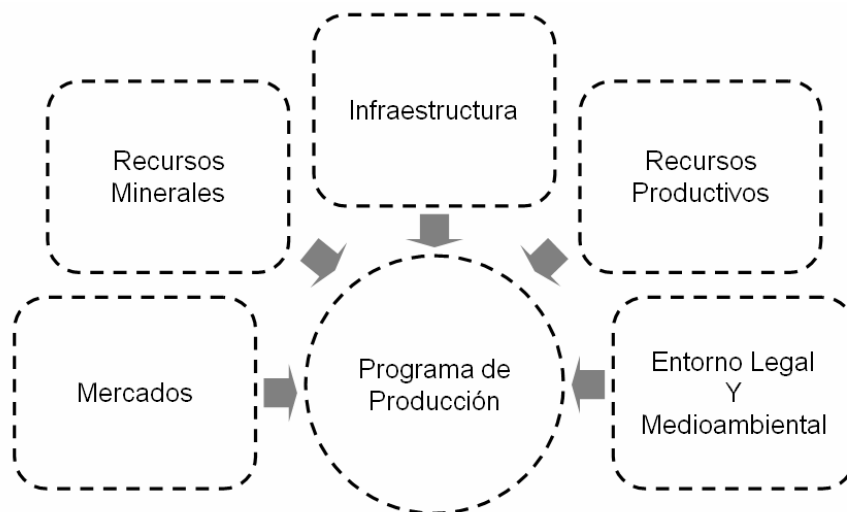 Infraestructura
Recursos
Minerales
Recursos
Productivos
Mercados
Programa de
Producción
Entorno Legal
Y
Medioambiental